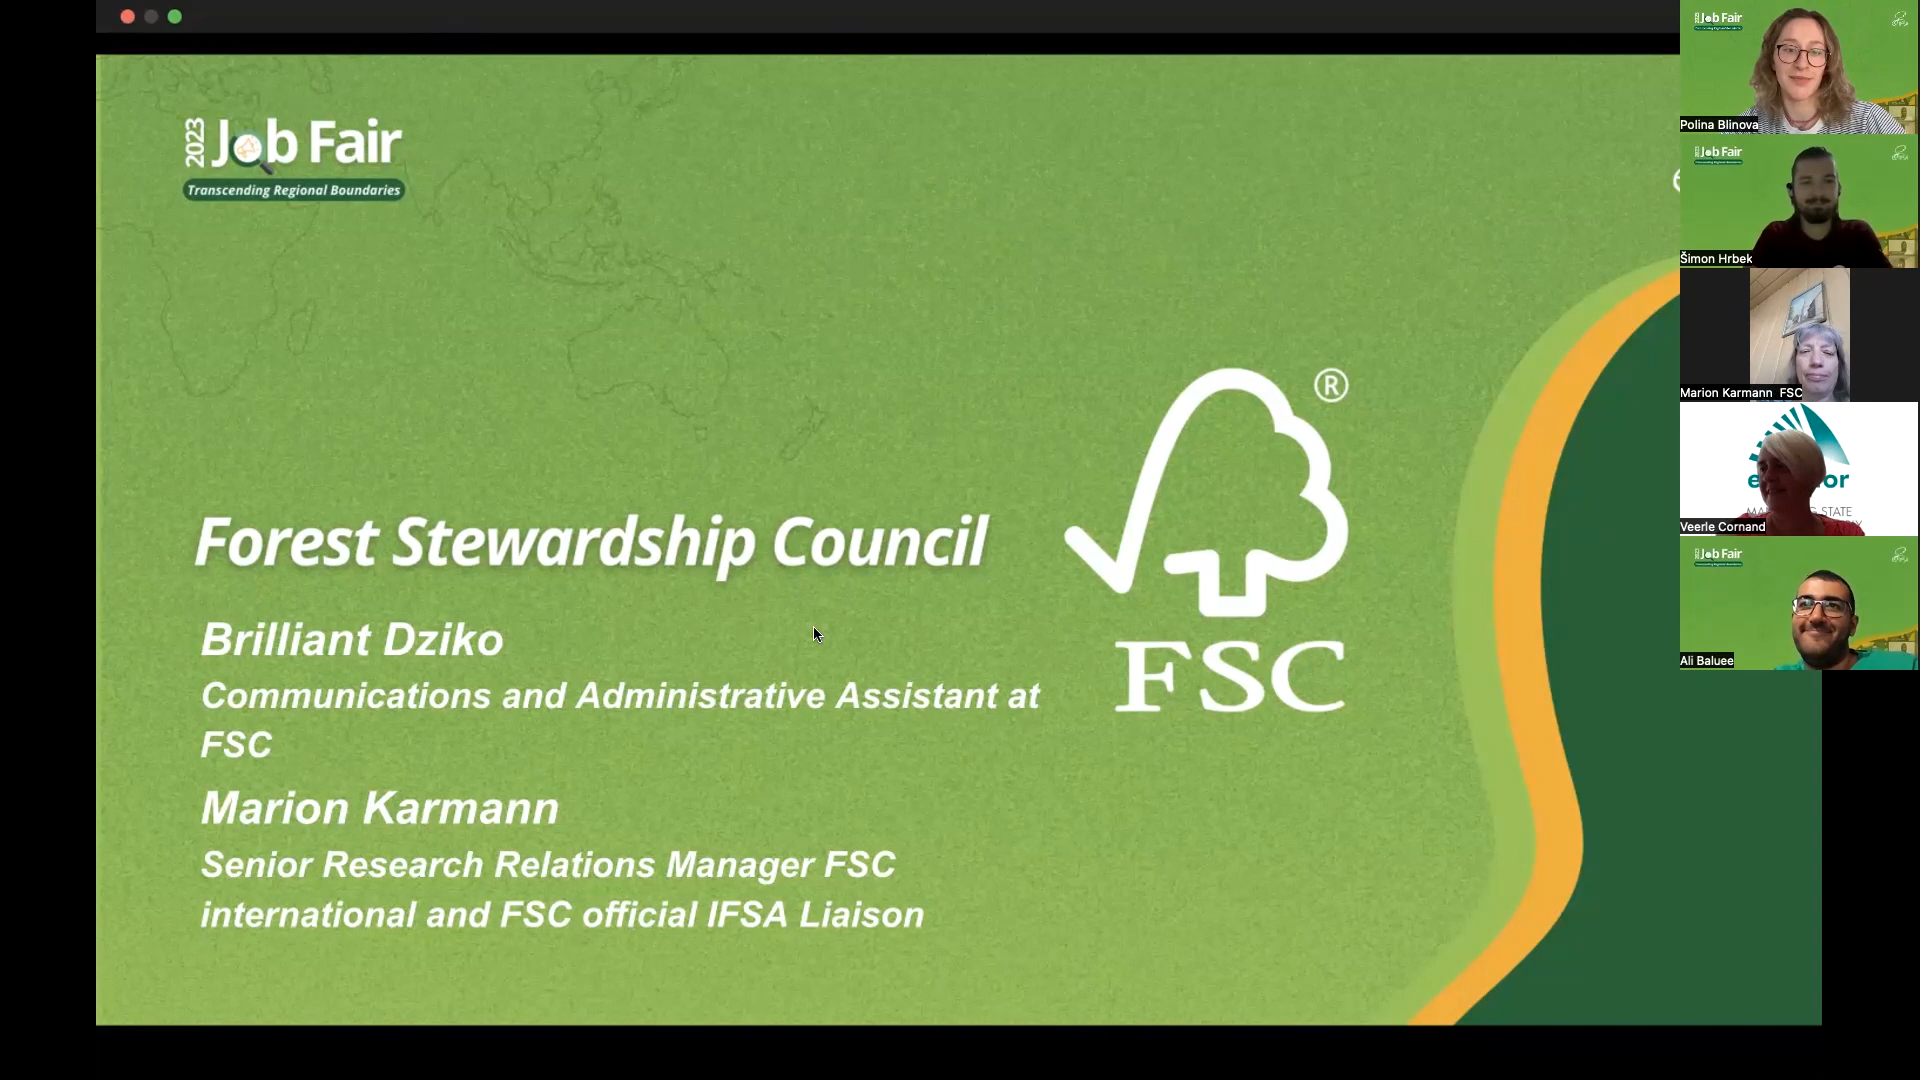 2023 Job Fair
Transcending Regional Boundaries
Forest Stewardship Council
Brilliant Dziko
Communications and Administrative Assistant at
FSC
Marion Karmann
Senior Research Relations Manager FSC
international and FSC official IFSA Liaison
®
FSC
Job Fair
Polina Blinova
Job Fair
Šimon Hrbek
Marion Karmann FSC
STATE
Veerle Cornand
Job Fair
Ali Baluee